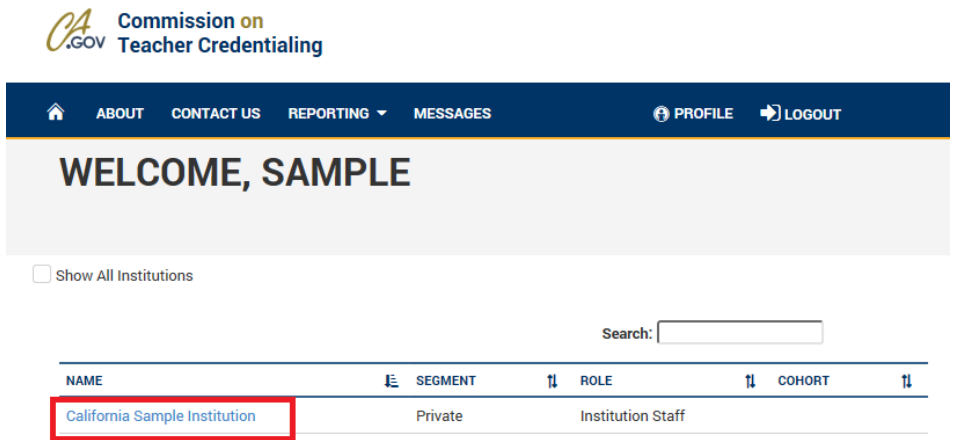 CA.GOV
Commission on
Teacher Credentialing
ABOUT CONTACT US REPORTING MESSAGES PROFILE LOGOUT
WELCOME, SAMPLE
Show All Institutions
Search:
NAME SEGMENT ROLE COHORT
California Sample Institution Private Institution Staff